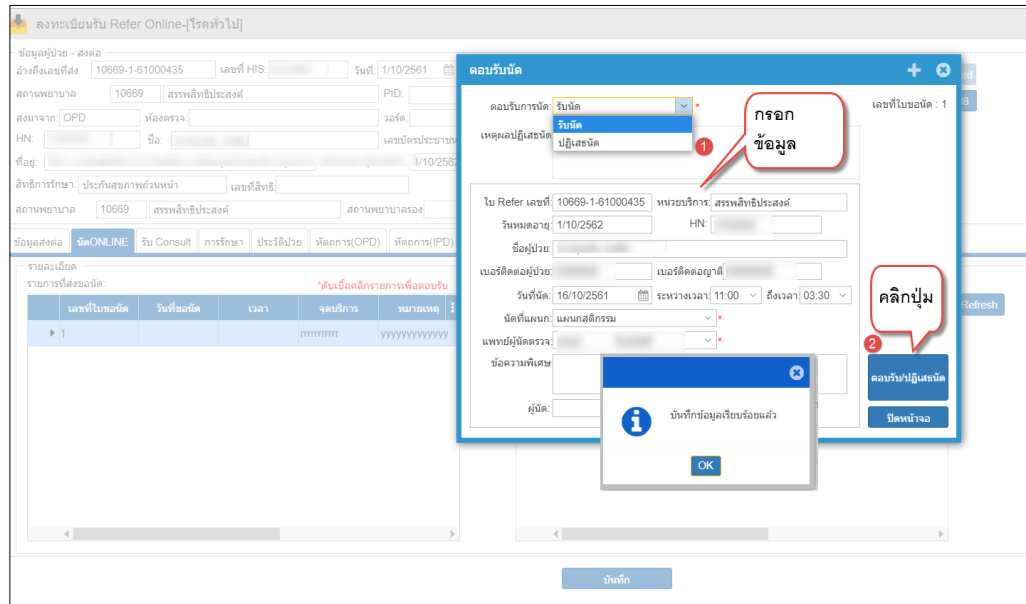 ลงทะเบียนรับ Refer Online-[โรคทั่วไป]
ข้อมูลผู้ป่วย - ส่งต่อ
อ้างถึงเลขที่ส่ง 10669-1-61000435 เลขที่ HIS: วันที่: 1/10/2561
สถานพยาบาล 10669 สรรพสิทธิประสงค์ PID:
ส่งมาจาก: OPD ห้องตรวจ: วอร์ด:
HN: ชื่อ: เลขบัตรประชาชน
ที่อยู่: 1/10/2562
สิทธิการรักษา: ประกันสุขภาพถ้วนหน้า เลขที่สิทธิ:
สถานพยาบาล 10669 สรรพสิทธิประสงค์ สถานพยาบาลรอง
ข้อมูลส่งต่อ นัดONLINE รับ Consult การรักษา ประวัติป่วย หัตถการ(OPD) หัตถการ(IPD)
รายละเอียด
รายการที่ส่งขอนัด: *ดับเบิ้ลคลิกรายการเพื่อตอบรับ
เลขที่ใบขอนัด วันที่ขอนัด เวลา จุดบริการ หมายเหตุ
1 rrrrrrrrrrr yyyyyyyyyyyyy
Refresh
บันทึก
ตอบรับนัด
ตอบรับการนัด: รับนัด * เลขที่ใบขอนัด : 1
รับนัด
ปฏิเสธนัด
เหตุผลปฏิเสธนัด
1
กรอก
ข้อมูล
ใบ Refer เลขที่: 10669-1-61000435 หน่วยบริการ: สรรพสิทธิประสงค์
วันหมดอายุ: 1/10/2562 HN:
ชื่อผู้ป่วย:
เบอร์ติดต่อผู้ป่วย: เบอร์ติดต่อญาติ:
วันที่นัด: 16/10/2561 ระหว่างเวลา: 11:00 ถึงเวลา: 03:30
นัดที่แผนก: แผนกสูติกรรม *
แพทย์ผู้นัดตรวจ: *
ข้อความพิเศษ
ผู้นัด:
คลิกปุ่ม
2
ตอบรับ/ปฏิเสธนัด
ปิดหน้าจอ
บันทึกข้อมูลเรียบร้อยแล้ว
OK